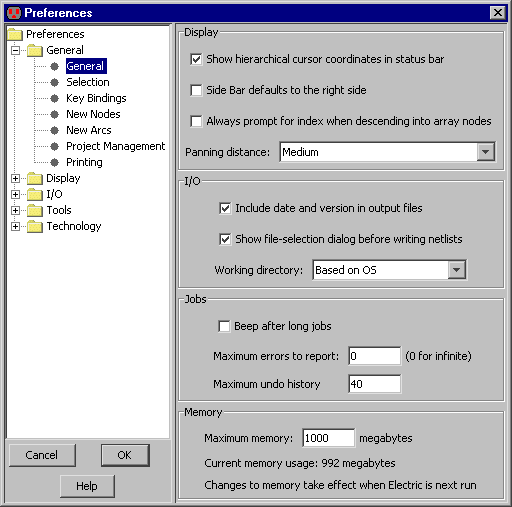 Preferences
Preferences
General
General
Selection
Key Bindings
New Nodes
New Arcs
Project Management
Printing
Display
I/O
Tools
Technology
Cancel
OK
Help
Display
Show hierarchical cursor coordinates in status bar
Side Bar defaults to the right side
Always prompt for index when descending into array nodes
Panning distance: Medium
I/O
Include date and version in output files
Show file-selection dialog before writing netlists
Working directory: Based on OS
Jobs
Beep after long jobs
Maximum errors to report: 0 (0 for infinite)
Maximum undo history 40
Memory
Maximum memory: 1000 megabytes
Current memory usage: 992 megabytes
Changes to memory take effect when Electric is next run